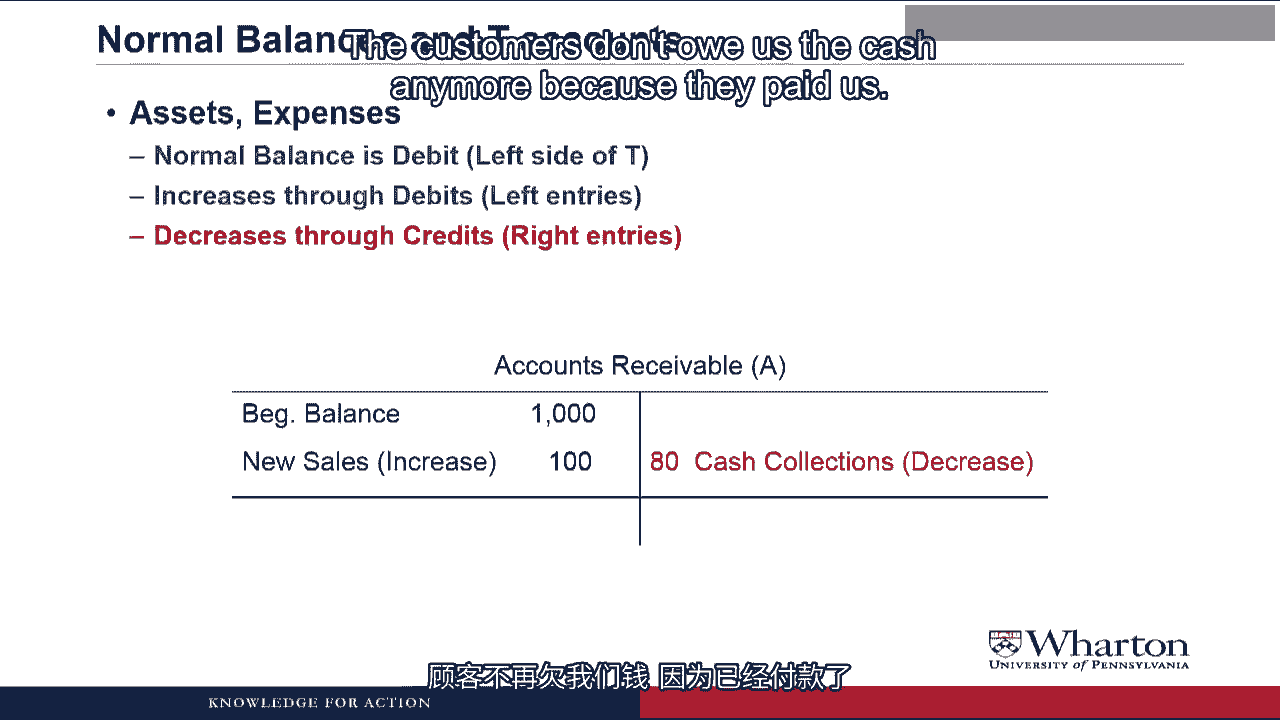 Normal Balances and T-accounts
The customers don't owe us the cash
anymore because they paid us.
• Assets, Expenses
– Normal Balance is Debit (Left side of T)
– Increases through Debits (Left entries)
– Decreases through Credits (Right entries)
Accounts Receivable (A)
Beg. Balance 1,000
New Sales (Increase) 100 80 Cash Collections (Decrease)
Wharton
UNIVERSITY of PENNSYLVANIA
顾客不再欠我们钱 因为已经付款了
KNOWLEDGE FOR ACTION